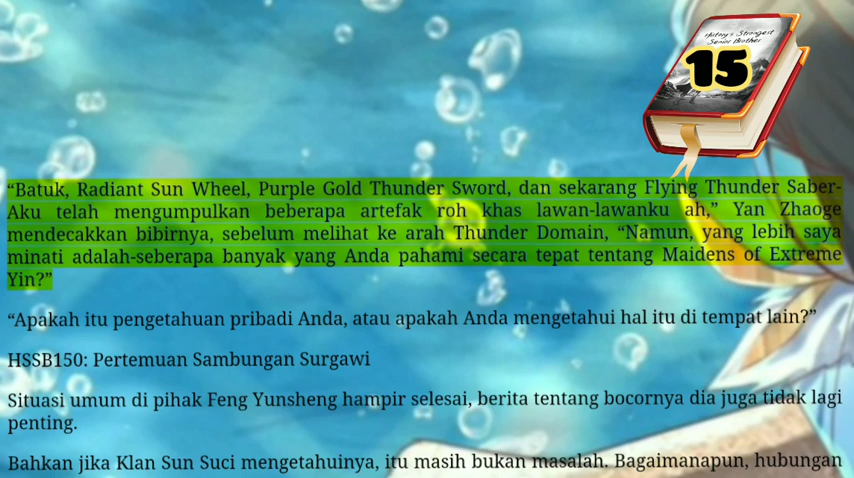 History's Strongest
Senior Brother
15
“Batuk, Radiant Sun Wheel, Purple Gold Thunder Sword, dan sekarang Flying Thunder Saber-
Aku telah mengumpulkan beberapa artefak roh khas lawan-lawanku ah,” Yan Zhaoge
mendecakkan bibirnya, sebelum melihat ke arah Thunder Domain, “Namun, yang lebih saya
minati adalah-seberapa banyak yang Anda pahami secara tepat tentang Maidens of Extreme
Yin?”
“Apakah itu pengetahuan pribadi Anda, atau apakah Anda mengetahui hal itu di tempat lain?”
HSSB150: Pertemuan Sambungan Surgawi
Situasi umum di pihak Feng Yunsheng hampir selesai, berita tentang bocornya dia juga tidak lagi
penting.
Bahkan jika Klan Sun Suci mengetahuinya, itu masih bukan masalah. Bagaimanapun, hubungan